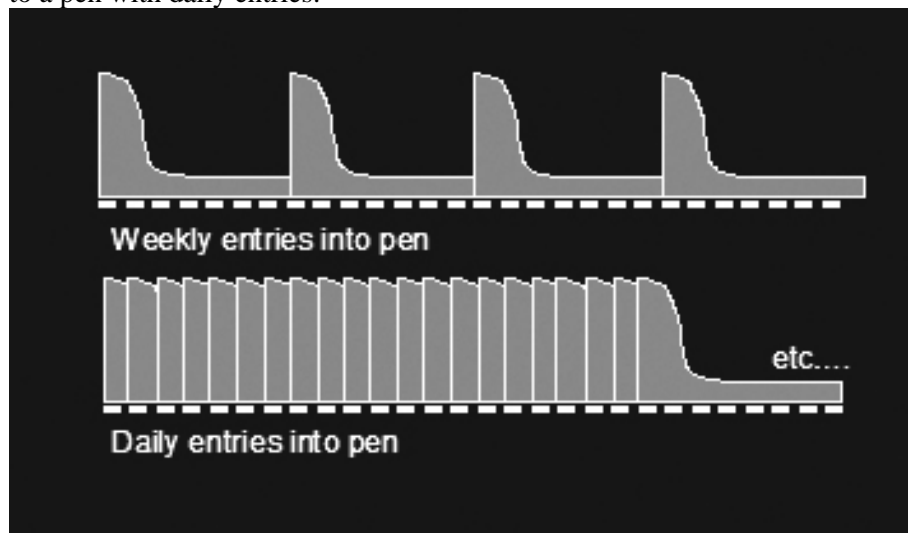 to a pen with daily entries.
Weekly entries into pen
etc....
Daily entries into pen